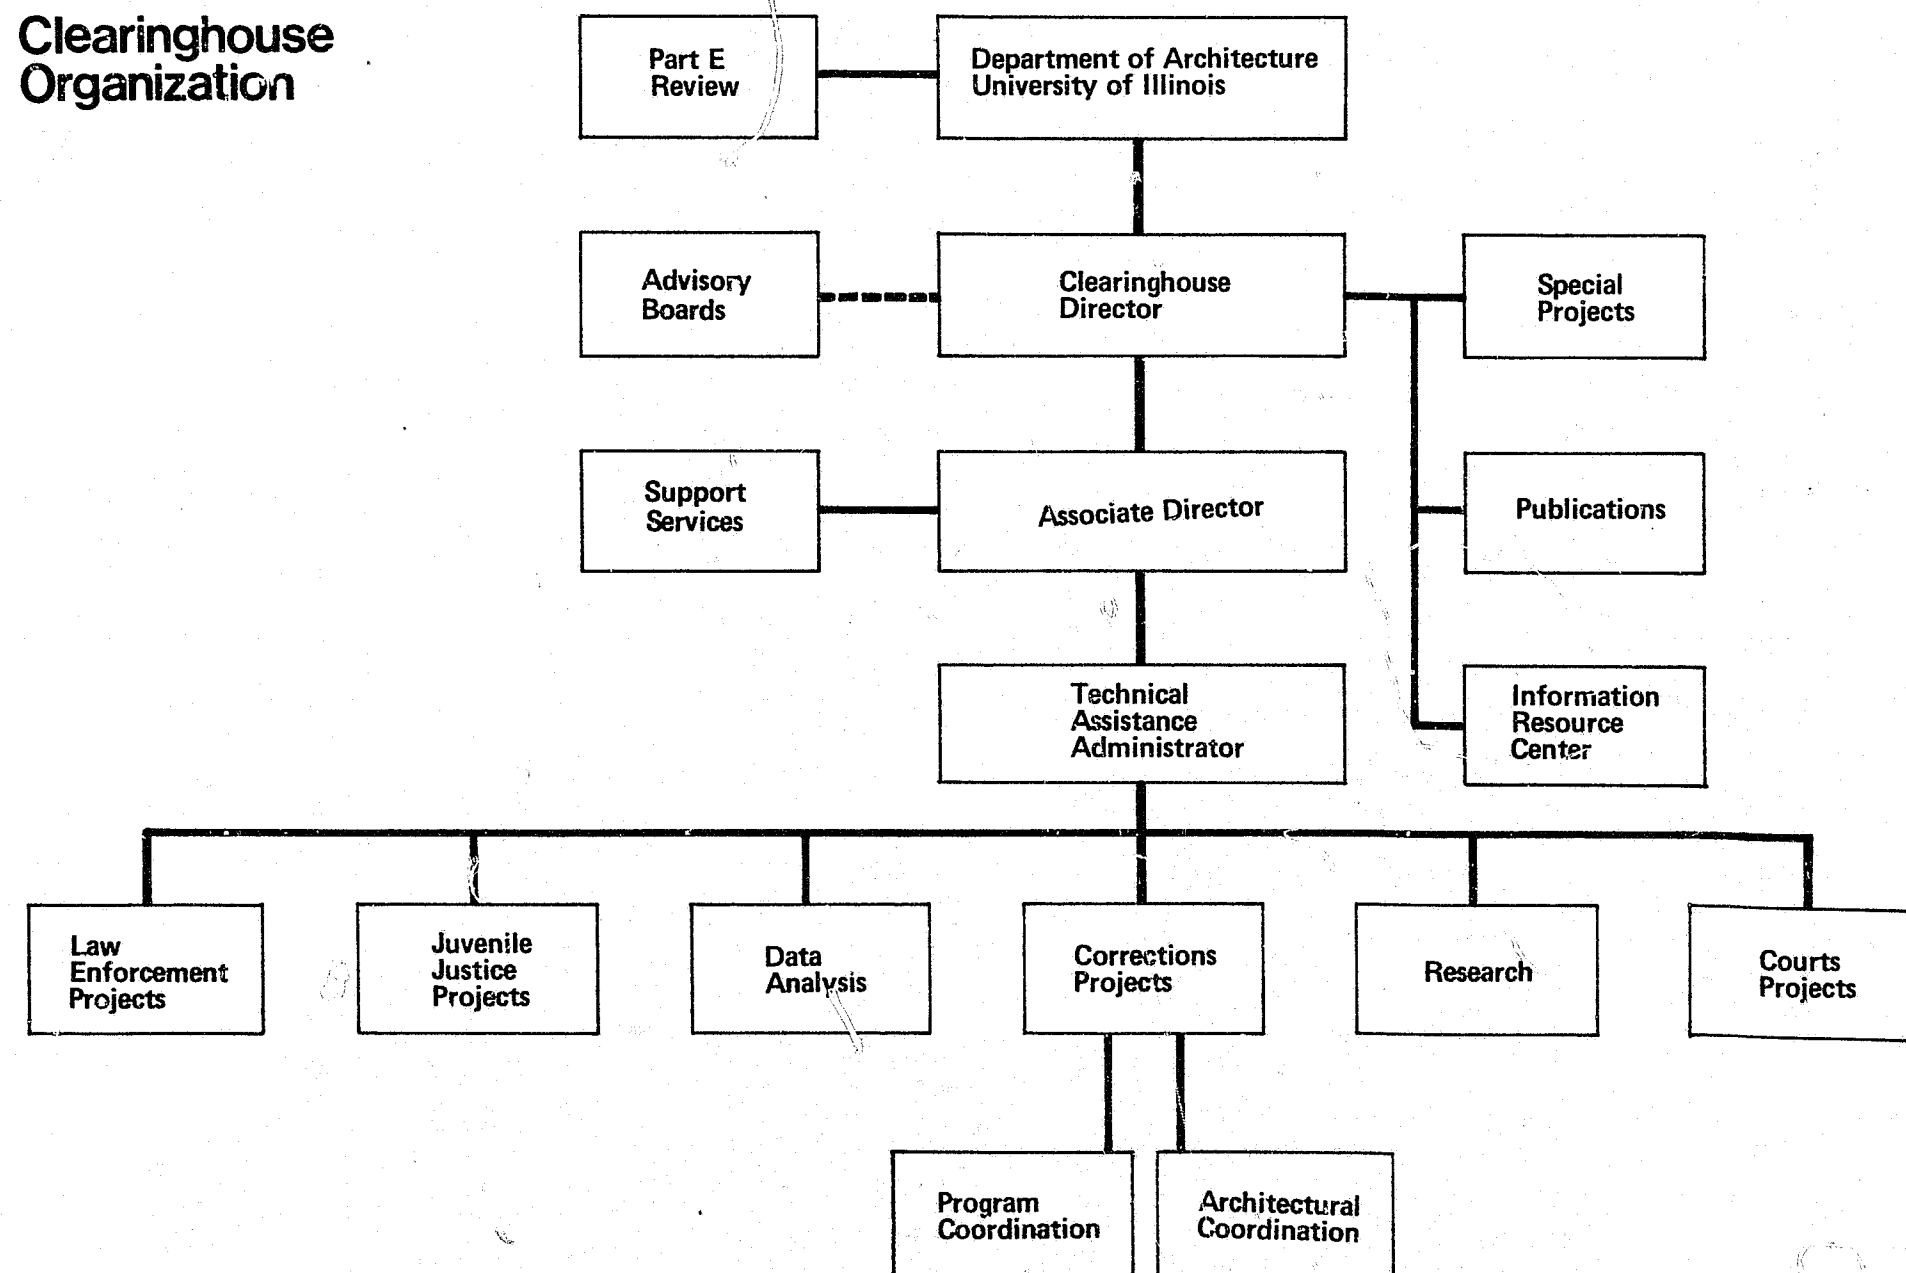 Clearinghouse
Organization
Part E
Review
Department of Architecture
University of Illinois
Advisory
Boards
Clearinghouse
Director
Special
Projects
Support
Services
Associate Director
Publications
Technical
Assistance
Administrator
Information
Resource
Center
Law
Enforcement
Projects
Juvenile
Justice
Projects
Data
Analysis
Corrections
Projects
Research
Courts
Projects
Program
Coordination
Architectural
Coordination